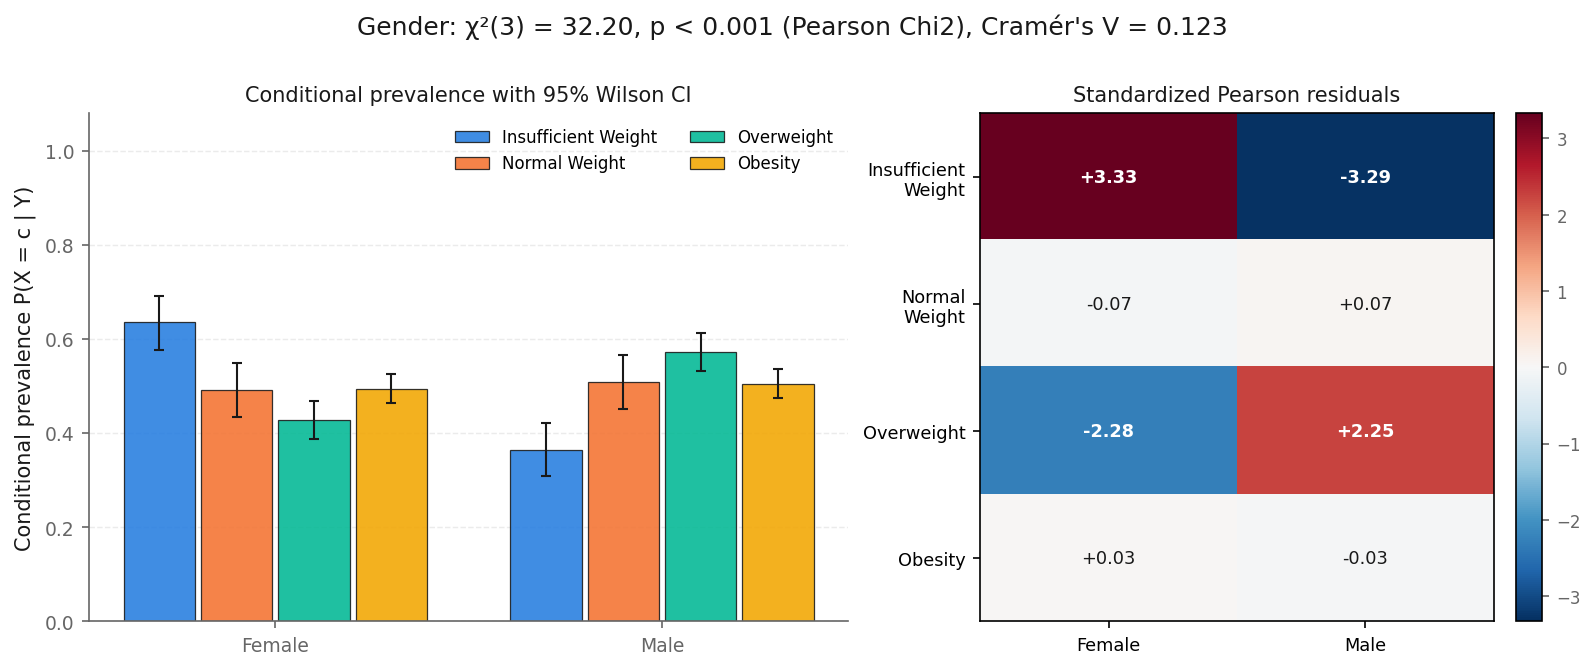 Gender: χ²(3) = 32.20, p < 0.001 (Pearson Chi2), Cramér's V = 0.123
Conditional prevalence with 95% Wilson CI
Conditional prevalence P(X = c | Y)
1.0
0.8
0.6
0.4
0.2
0.0
Insufficient Weight
Normal Weight
Overweight
Obesity
Female
Male
Standardized Pearson residuals
Insufficient
Weight
+3.33
-3.29
Normal
Weight
-0.07
+0.07
Overweight
-2.28
+2.25
Obesity
+0.03
-0.03
Female
Male
3
2
1
0
−1
−2
−3